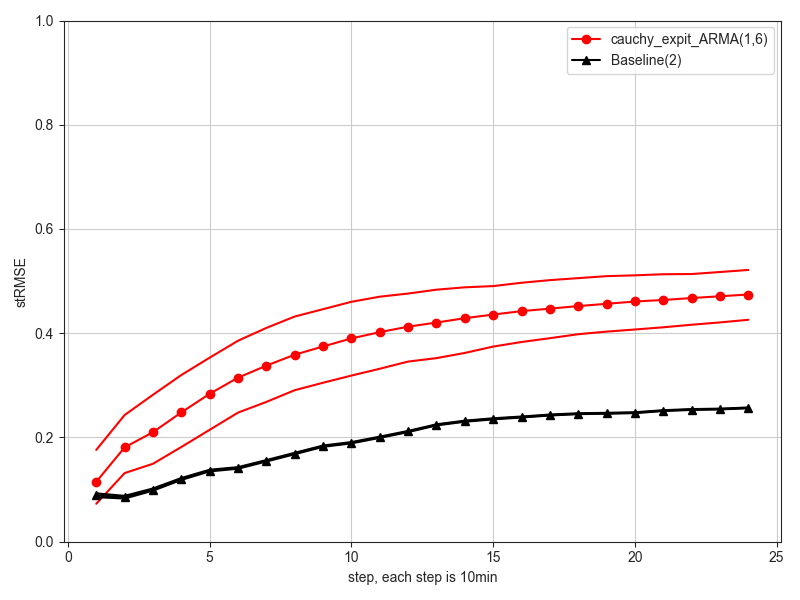 1.0
0.8
0.6
0.4
0.2
0.0
stRMSE
cauchy_expit_ARMA(1,6)
Baseline(2)
0 5 10 15 20 25
step, each step is 10min